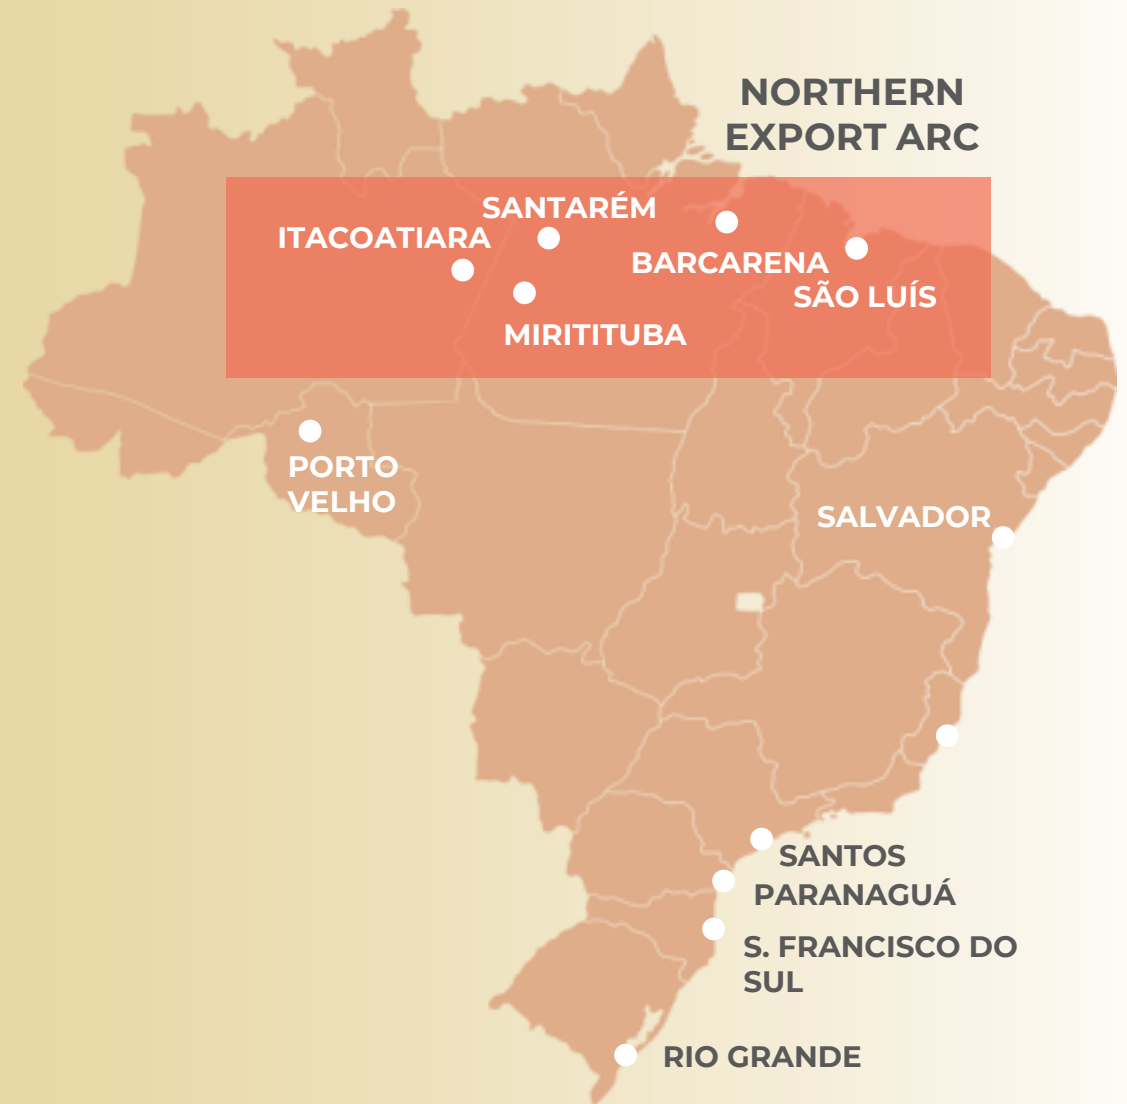 NORTHERN
EXPORT ARC
SANTARÉM
ITACOATIARA
BARCARENA
SÃO LUÍS
MIRITITUBA
PORTO
VELHO
SALVADOR
SANTOS
PARANAGUÁ
S. FRANCISCO DO
SUL
RIO GRANDE